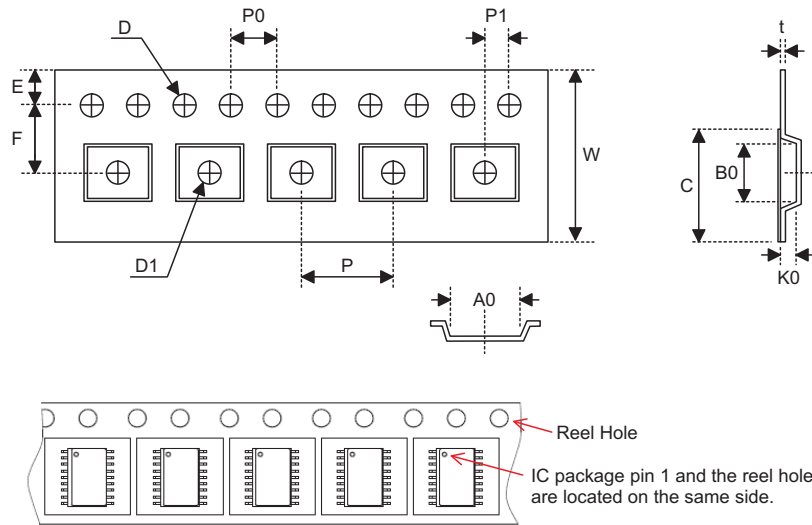 D
P0
P1
t
E
F
W
C
B0
D1
P
K0
A0
Reel Hole
IC package pin 1 and the reel hole
are located on the same side.